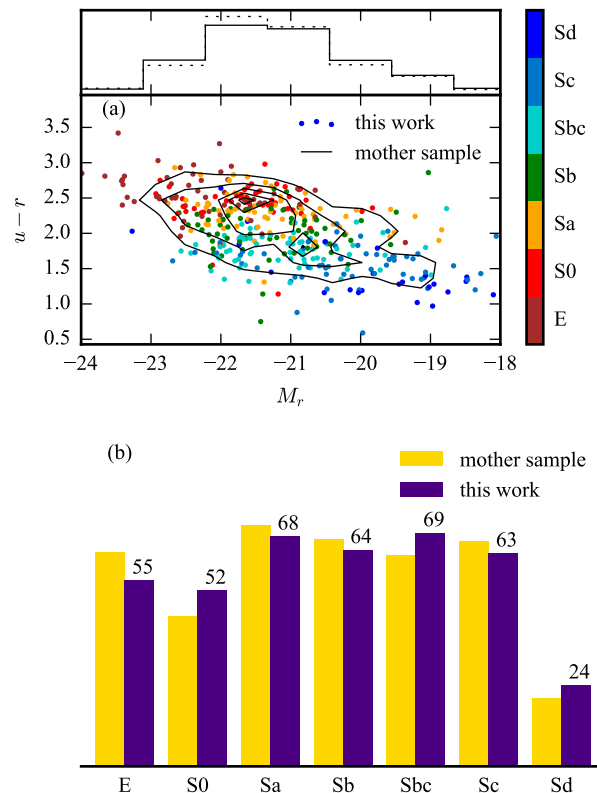 (a)
this work
mother sample
3.5
3.0
2.5
2.0
1.5
1.0
0.5
u − r
−24 −23 −22 −21 −20 −19 −18
M_r
Sd
Sc
Sbc
Sb
Sa
S0
E
(b)
mother sample
this work
55 52 68 64 69 63 24
E S0 Sa Sb Sbc Sc Sd